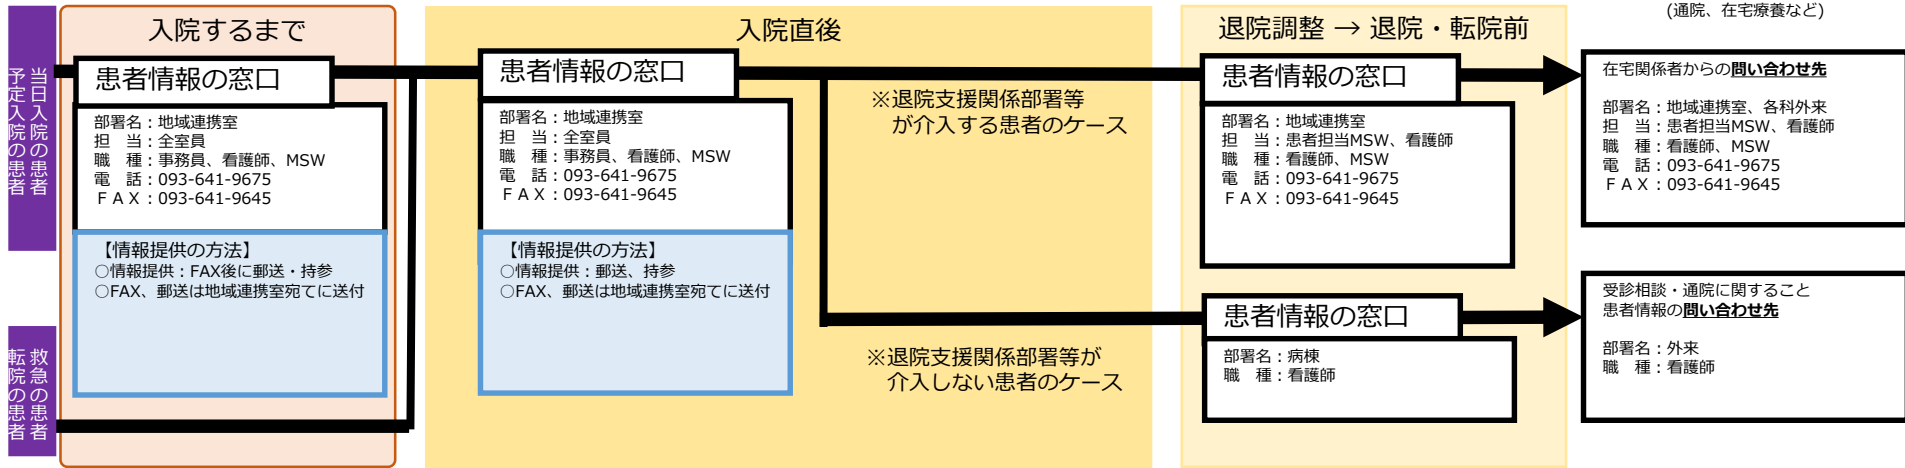 当日入院の患者
予定入院の患者
救急の患者
転院の患者
入院するまで
患者情報の窓口
部署名：地域連携室
担　当：全室員
職　種：事務員、看護師、MSW
電　話：093-641-9675
ＦＡＸ：093-641-9645
【情報提供の方法】
○情報提供：FAX後に郵送・持参
○FAX、郵送は地域連携室宛てに送付
入院直後
患者情報の窓口
部署名：地域連携室
担　当：全室員
職　種：事務員、看護師、MSW
電　話：093-641-9675
ＦＡＸ：093-641-9645
【情報提供の方法】
○情報提供：郵送、持参
○FAX、郵送は地域連携室宛てに送付
※退院支援関係部署等
が介入する患者のケース
※退院支援関係部署等が
介入しない患者のケース
退院調整 → 退院・転院前
患者情報の窓口
部署名：地域連携室
担　当：患者担当MSW、看護師
職　種：看護師、MSW
電　話：093-641-9675
ＦＡＸ：093-641-9645
患者情報の窓口
部署名：病棟
職　種：看護師
(通院、在宅療養など)
在宅関係者からの問い合わせ先
部署名：地域連携室、各科外来
担　当：患者担当MSW、看護師
職　種：看護師、MSW
電　話：093-641-9675
ＦＡＸ：093-641-9645
受診相談・通院に関すること
患者情報の問い合わせ先
部署名：外来
職　種：看護師